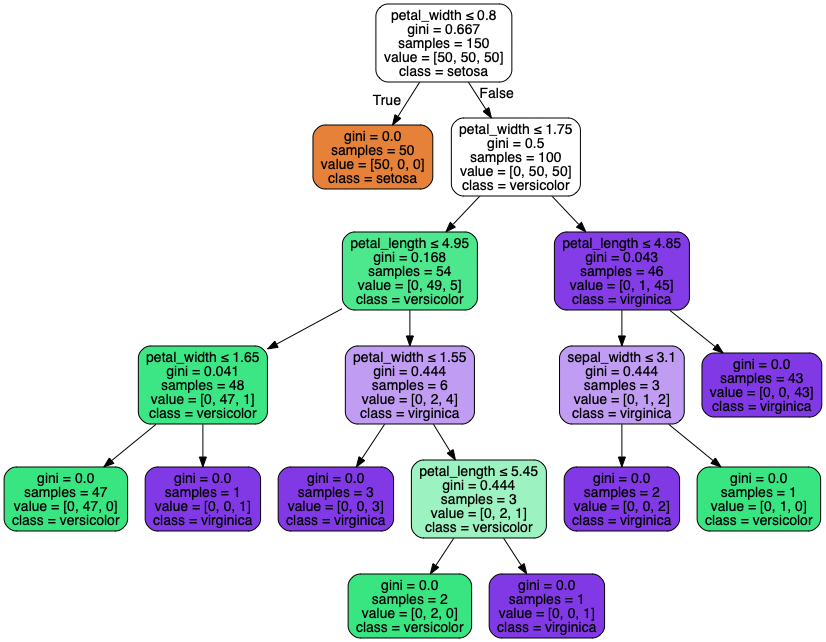 petal_width ≤ 0.8
gini = 0.667
samples = 150
value = [50, 50, 50]
class = setosa
True
False
gini = 0.0
samples = 50
value = [50, 0, 0]
class = setosa
petal_width ≤ 1.75
gini = 0.5
samples = 100
value = [0, 50, 50]
class = versicolor
petal_length ≤ 4.95
gini = 0.168
samples = 54
value = [0, 49, 5]
class = versicolor
petal_length ≤ 4.85
gini = 0.043
samples = 46
value = [0, 1, 45]
class = virginica
petal_width ≤ 1.65
gini = 0.041
samples = 48
value = [0, 47, 1]
class = versicolor
petal_width ≤ 1.55
gini = 0.444
samples = 6
value = [0, 2, 4]
class = virginica
sepal_width ≤ 3.1
gini = 0.444
samples = 3
value = [0, 1, 2]
class = virginica
gini = 0.0
samples = 43
value = [0, 0, 43]
class = virginica
gini = 0.0
samples = 47
value = [0, 47, 0]
class = versicolor
gini = 0.0
samples = 1
value = [0, 0, 1]
class = virginica
gini = 0.0
samples = 3
value = [0, 0, 3]
class = virginica
petal_length ≤ 5.45
gini = 0.444
samples = 3
value = [0, 2, 1]
class = versicolor
gini = 0.0
samples = 2
value = [0, 0, 2]
class = virginica
gini = 0.0
samples = 1
value = [0, 1, 0]
class = versicolor
gini = 0.0
samples = 2
value = [0, 2, 0]
class = versicolor
gini = 0.0
samples = 1
value = [0, 0, 1]
class = virginica